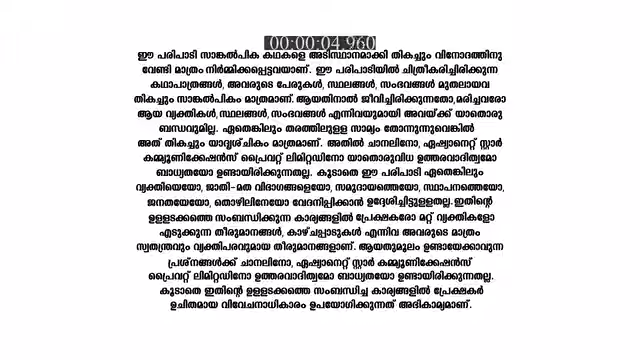 00:00:04.960
ഈ പരിപാടി സാങ്കൽപിക കഥകളെ അടിസ്ഥാനമാക്കി തികച്ചും വിനോദത്തിനു
വേണ്ടി മാത്രം നിർമ്മിക്കപ്പെട്ടവയാണ്. ഈ പരിപാടിയിൽ ചിത്രീകരിച്ചിരിക്കുന്ന
കഥാപാത്രങ്ങൾ, അവരുടെ പേരുകൾ, സ്ഥലങ്ങൾ, സംഭവങ്ങൾ മുതലായവ
തികച്ചും സാങ്കൽപികം മാത്രമാണ്. ആയതിനാൽ ജീവിച്ചിരിക്കുന്നതോ,മരിച്ചവരോ
ആയ വ്യക്തികൾ,സ്ഥലങ്ങൾ,സംഭവങ്ങൾ എന്നിവയുമായി അവയ്ക്ക് യാതൊരു
ബന്ധവുമില്ല. ഏതെങ്കിലും തരത്തിലുളള സാമ്യം തോന്നുന്നുവെങ്കിൽ
അത് തികച്ചും യാദൃശ്ചികം മാത്രമാണ്. അതിൽ ചാനലിനോ, ഏഷ്യാനെറ്റ് സ്റ്റാർ
കമ്മ്യൂണിക്കേഷൻസ് പ്രൈവറ്റ് ലിമിറ്റഡിനോ യാതൊരുവിധ ഉത്തരവാദിത്വമോ
ബാധ്യതയോ ഉണ്ടായിരിക്കുന്നതല്ല. കൂടാതെ ഈ പരിപാടി ഏതെങ്കിലും
വ്യക്തിയെയോ, ജാതി-മത വിഭാഗങ്ങളെയോ, സമുദായത്തെയോ, സ്ഥാപനത്തെയോ,
ജനതയേയോ, തൊഴിലിനേയോ വേദനിപ്പിക്കാൻ ഉദ്ദേശിച്ചിട്ടുളളതല്ല.ഇതിന്റെ
ഉളളടക്കത്തെ സംബന്ധിക്കുന്ന കാര്യങ്ങളിൽ പ്രേക്ഷകരോ മറ്റ് വ്യക്തികളോ
എടുക്കുന്ന തീരുമാനങ്ങൾ, കാഴ്ചപ്പാടുകൾ എന്നിവ അവരുടെ മാത്രം
സ്വതന്ത്രവും വ്യക്തിപരവുമായ തീരുമാനങ്ങളാണ്. ആയതുമൂലം ഉണ്ടായേക്കാവുന്ന
പ്രശ്നങ്ങൾക്ക് ചാനലിനോ, ഏഷ്യാനെറ്റ് സ്റ്റാർ കമ്മ്യൂണിക്കേഷൻസ്
പ്രൈവറ്റ് ലിമിറ്റഡിനോ ഉത്തരവാദിത്വമോ ബാധ്യതയോ ഉണ്ടായിരിക്കുന്നതല്ല.
കൂടാതെ ഇതിന്റെ ഉളളടക്കത്തെ സംബന്ധിച്ച കാര്യങ്ങളിൽ പ്രേക്ഷകർ
ഉചിതമായ വിവേചനാധികാരം ഉപയോഗിക്കുന്നത് അഭികാമ്യമാണ്.